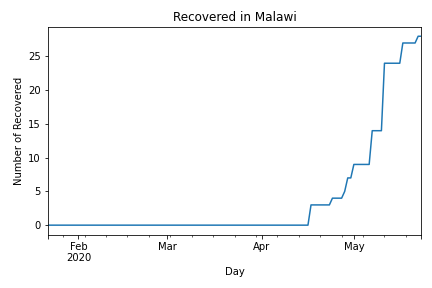 Recovered in Malawi
Number of Recovered
25
20
15
10
5
0
Feb
2020
Mar
Apr
May
Day